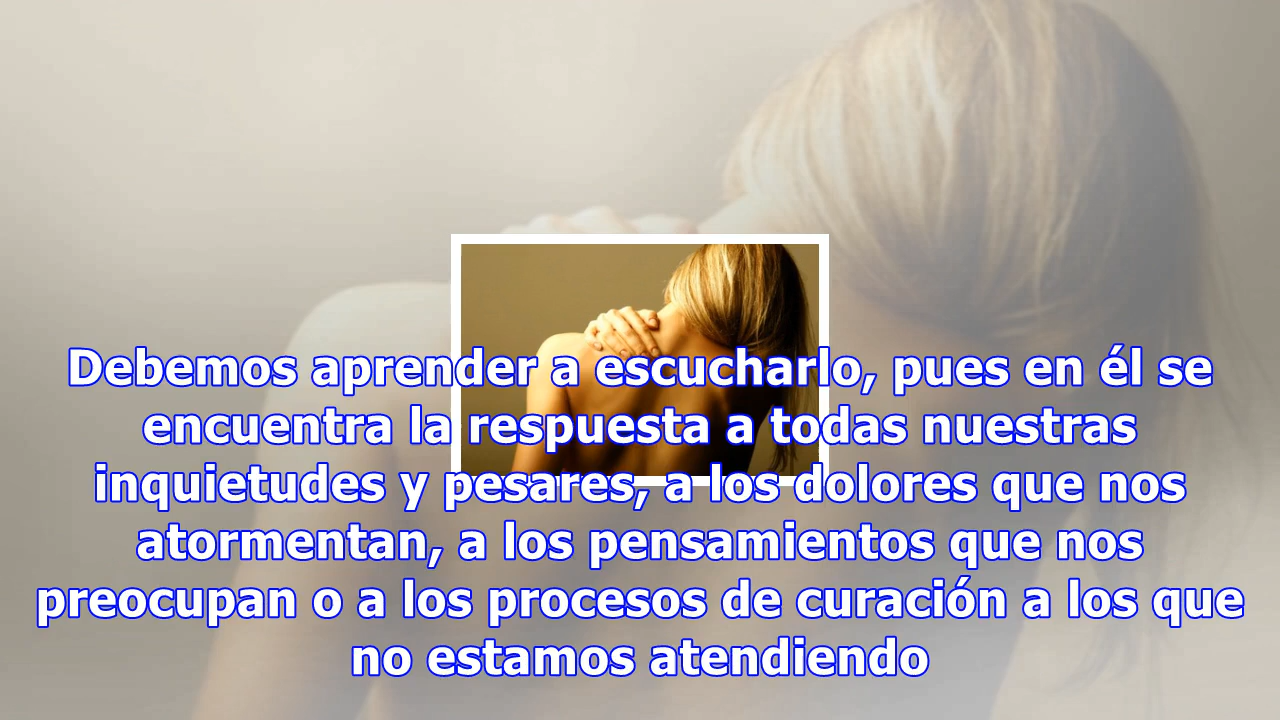 Debemos aprender a escucharlo, pues en él se
encuentra la respuesta a todas nuestras
inquietudes y pesares, a los dolores que nos
atormentan, a los pensamientos que nos
preocupan o a los procesos de curación a los que
no estamos atendiendo